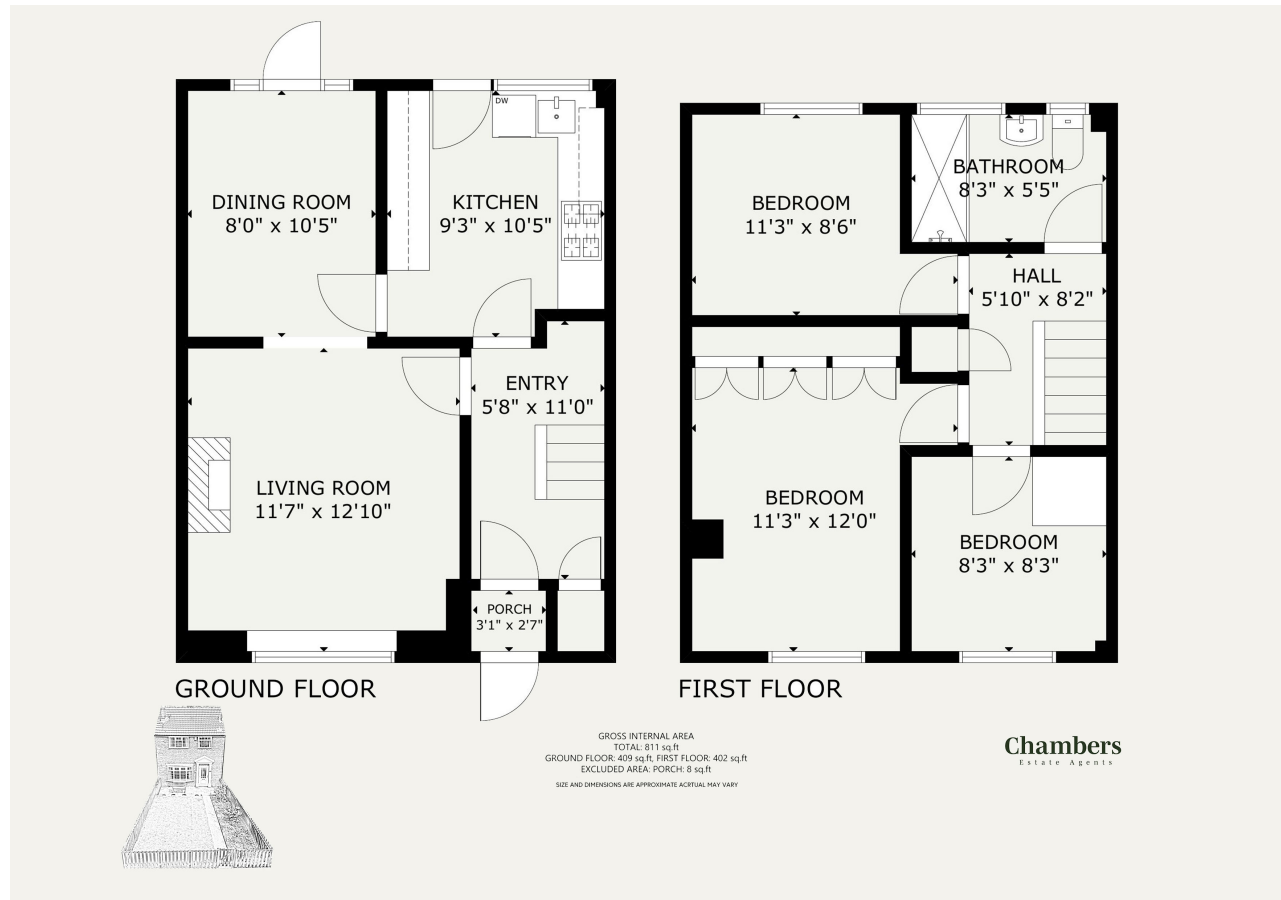 DW
DINING ROOM
8'0" x 10'5"
KITCHEN
9'3" x 10'5"
ENTRY
5'8" x 11'0"
LIVING ROOM
11'7" x 12'10"
PORCH
3'1" x 2'7"
GROUND FLOOR
BEDROOM
11'3" x 8'6"
BATHROOM
8'3" x 5'5"
HALL
5'10" x 8'2"
BEDROOM
11'3" x 12'0"
BEDROOM
8'3" x 8'3"
FIRST FLOOR
GROSS INTERNAL AREA
TOTAL: 811 sq.ft
GROUND FLOOR: 409 sq.ft, FIRST FLOOR: 402 sq.ft
EXCLUDED AREA: PORCH: 8 sq.ft
SIZE AND DIMENSIONS ARE APPROXIMATE ACRTUAL MAY VARY
Chambers
Estate Agents